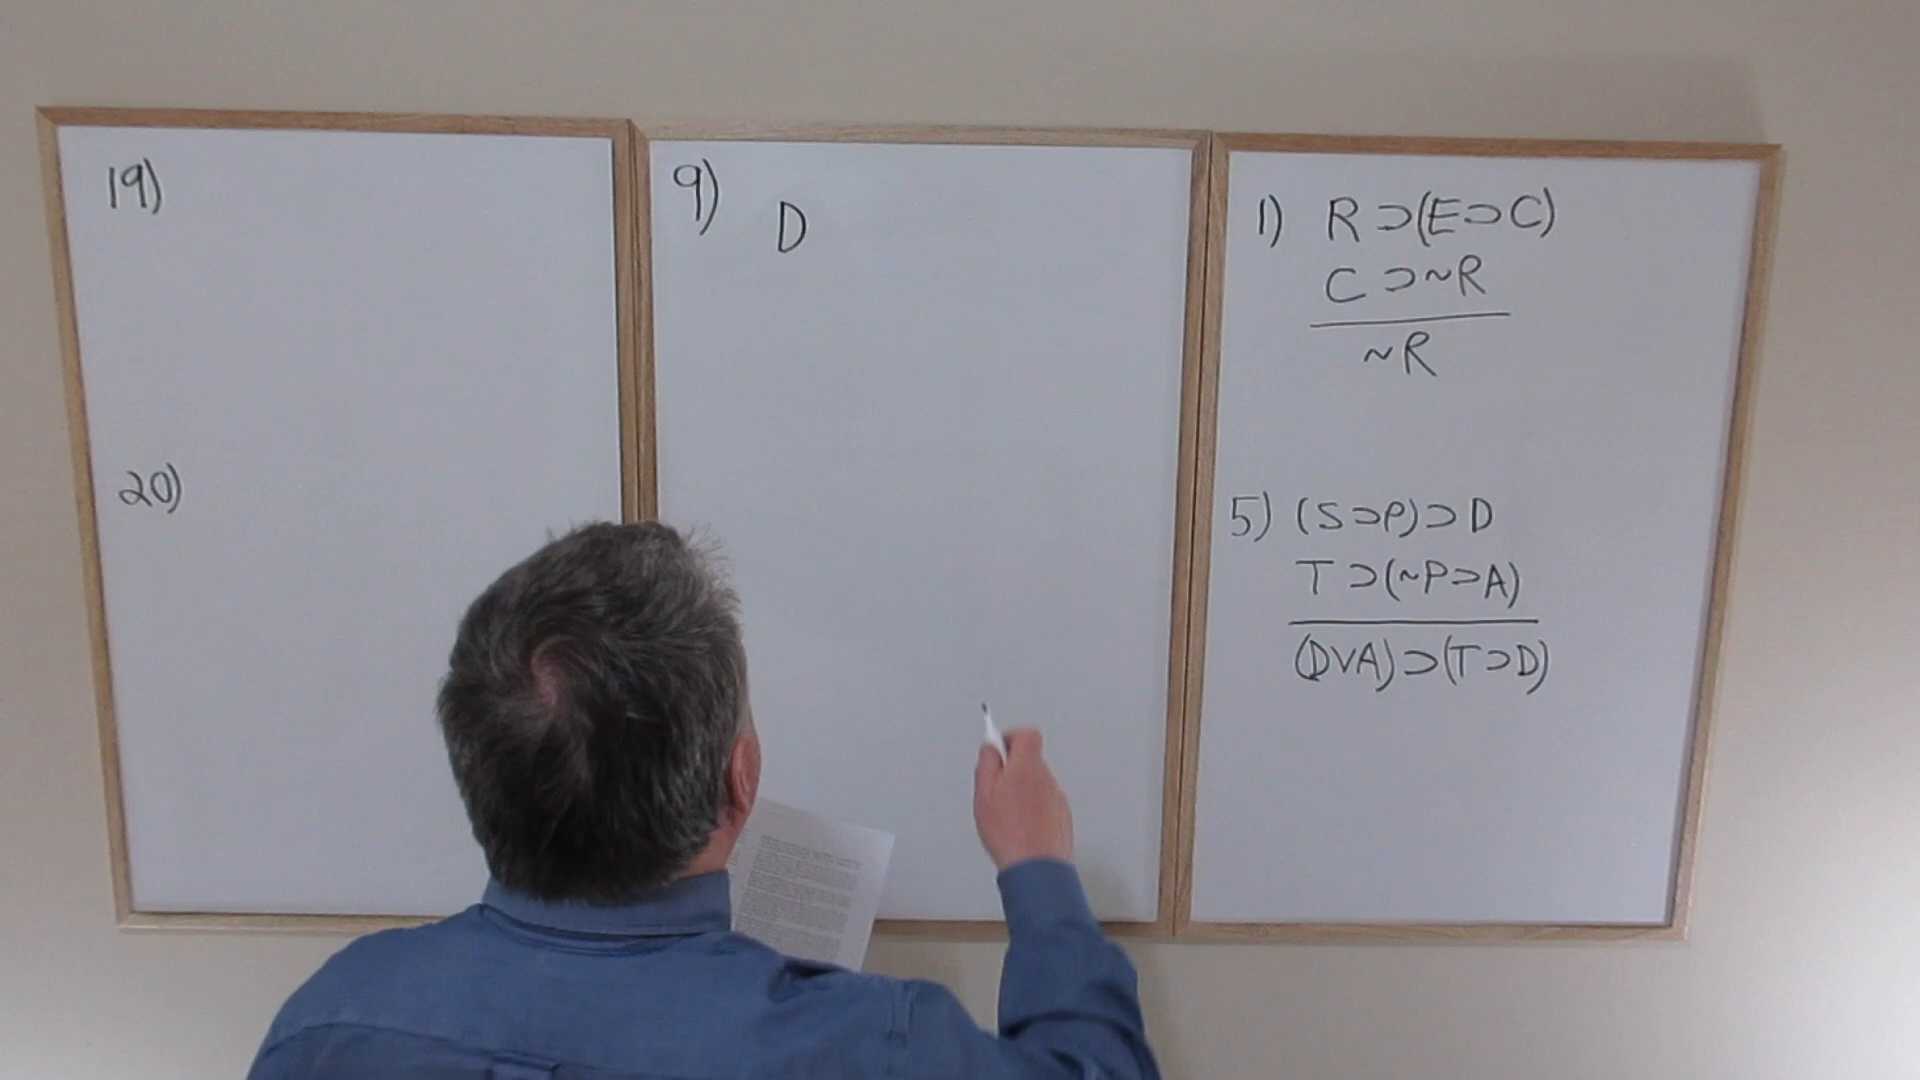 19)
20)
9) D
1) R ⊃ (E ⊃ C)
C ⊃ ~R
~R
5) (S ⊃ P) ⊃ D
T ⊃ (~P ⊃ A)
(D ∨ A) ⊃ (T ⊃ D)